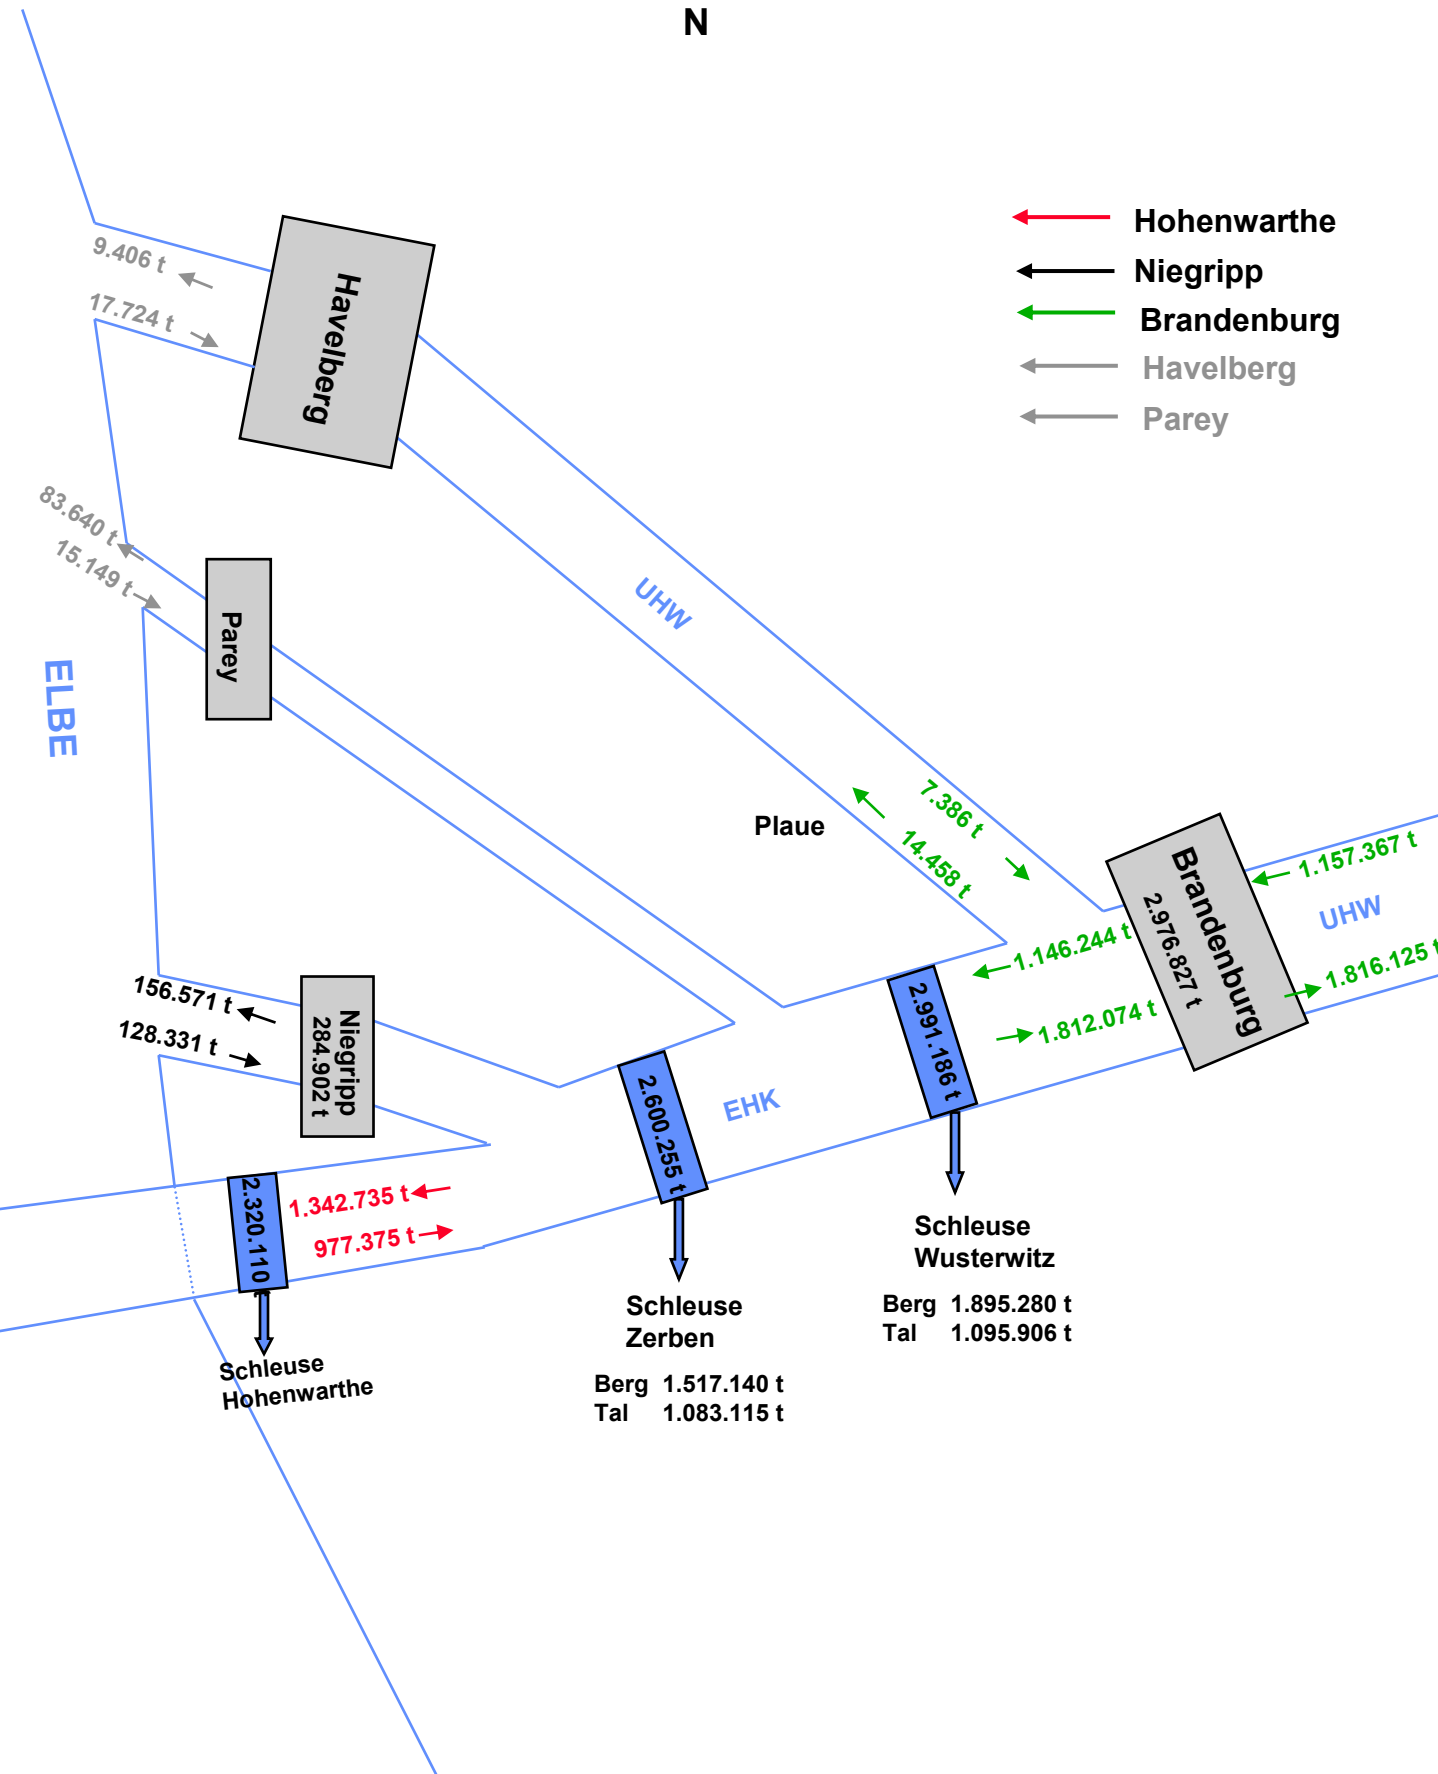 N
Hohenwarthe
Niegripp
Brandenburg
Havelberg
Parey
9.406 t
17.724 t
Havelberg
83.640 t
15.149 t
Parey
UHW
ELBE
Plaue
7.386 t
14.458 t
Brandenburg
2.976.827 t
1.157.367 t
UHW
1.816.125 t
1.146.244 t
1.812.074 t
156.571 t
128.331 t
Niegripp
284.902 t
2.991.186 t
2.600.255 t
EHK
2.320.110 t
1.342.735 t
977.375 t
Schleuse
Wusterwitz
Berg 1.895.280 t
Tal 1.095.906 t
Schleuse
Zerben
Berg 1.517.140 t
Tal 1.083.115 t
Schleuse
Hohenwarthe